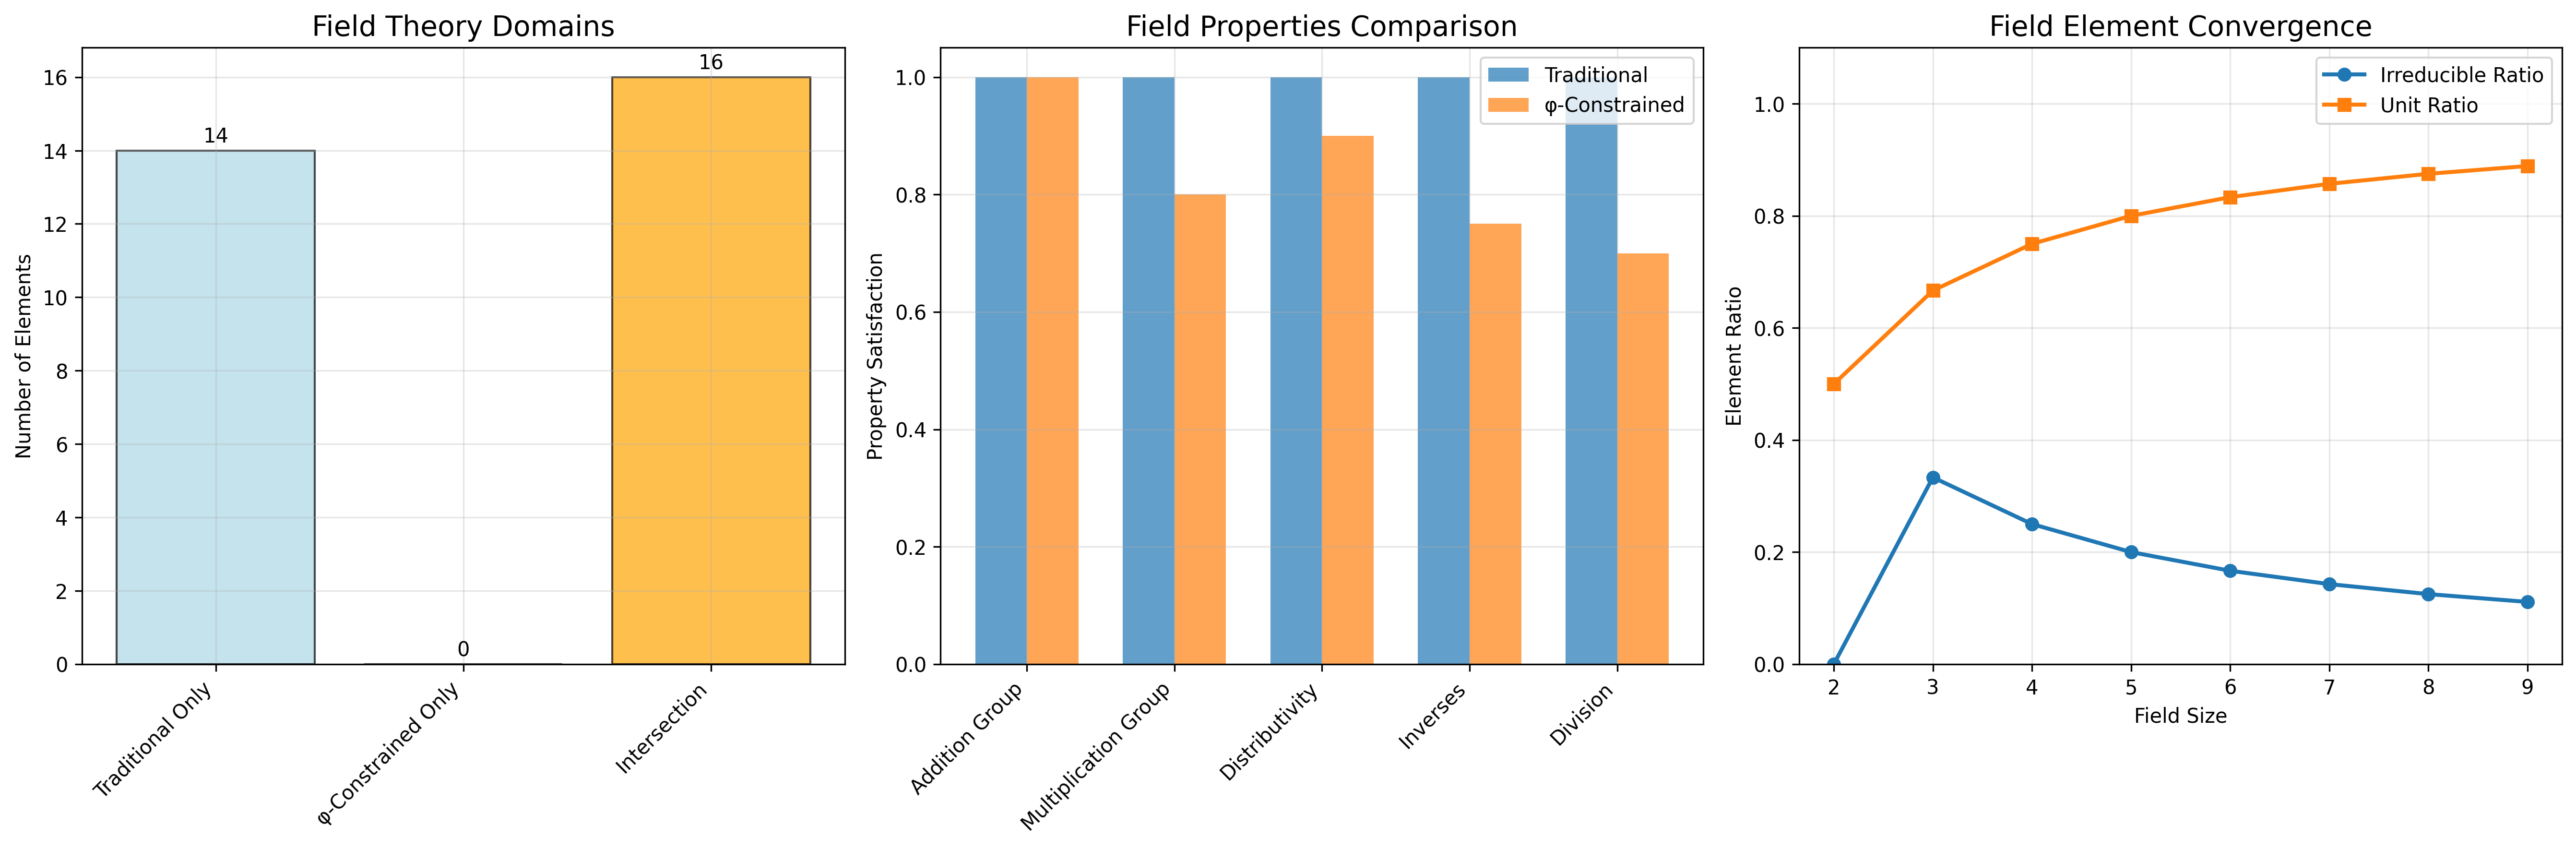 Field Theory Domains
Number of Elements
16
14
12
10
8
6
4
2
0
14
0
16
Traditional Only
φ-Constrained Only
Intersection
Field Properties Comparison
Property Satisfaction
1.0
0.8
0.6
0.4
0.2
0.0
Traditional
φ-Constrained
Addition Group
Multiplication Group
Distributivity
Inverses
Division
Field Element Convergence
Element Ratio
1.0
0.8
0.6
0.4
0.2
0.0
Irreducible Ratio
Unit Ratio
2 3 4 5 6 7 8 9
Field Size